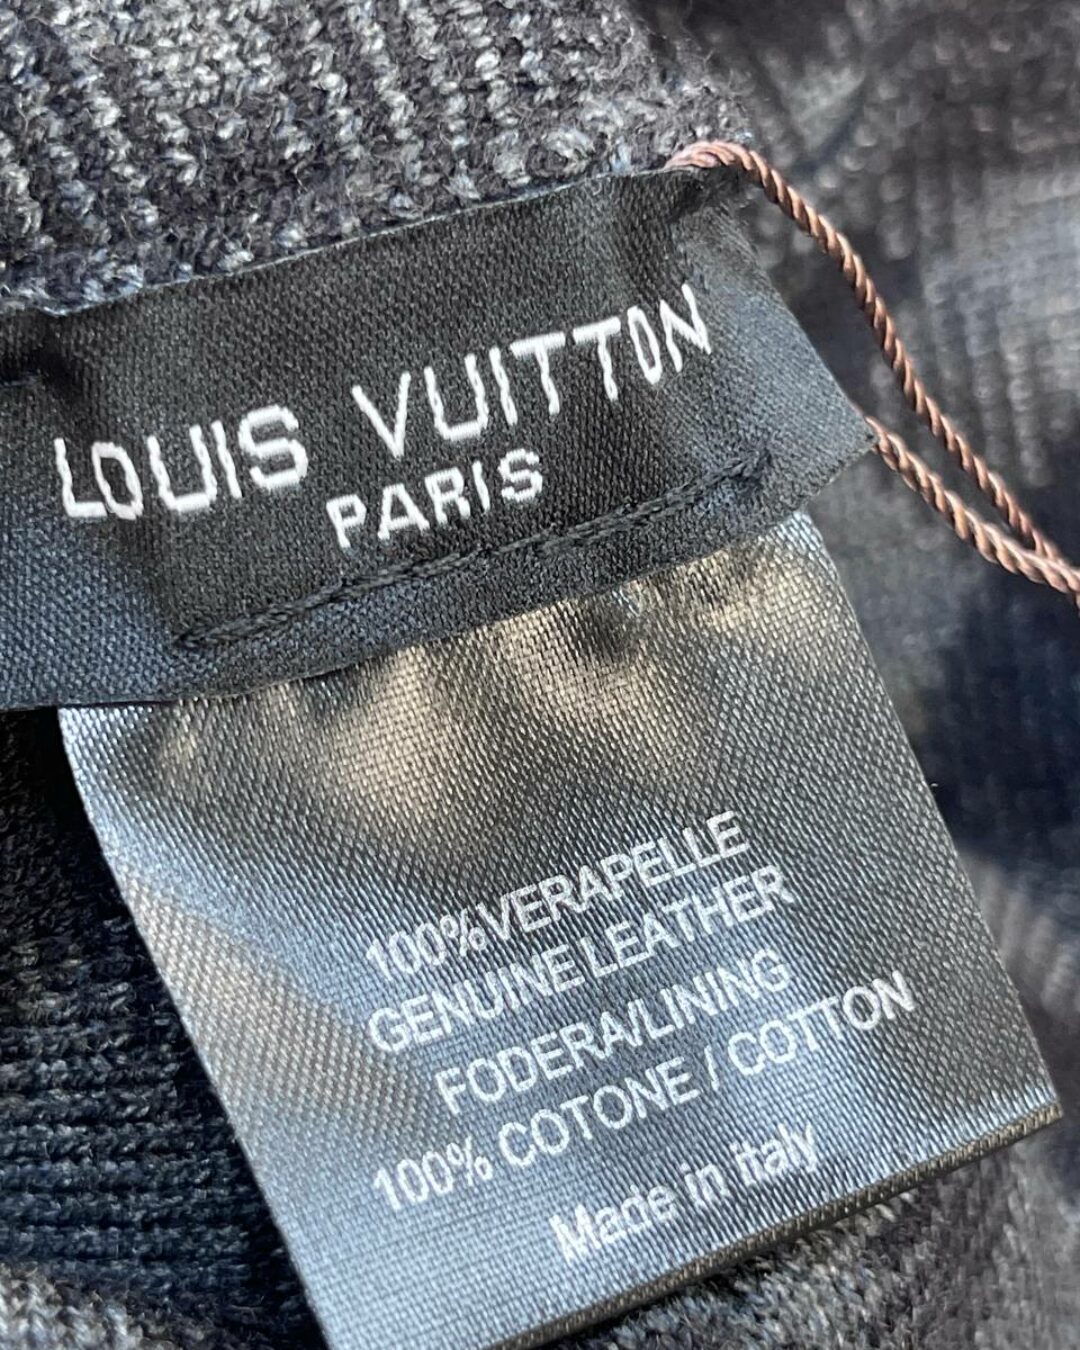 LOUIS VUITTON
PARIS
100%VERAPELLE
GENUINE LEATHER
FODERA/LINING
100% COTONE / COTTON
Made in italy